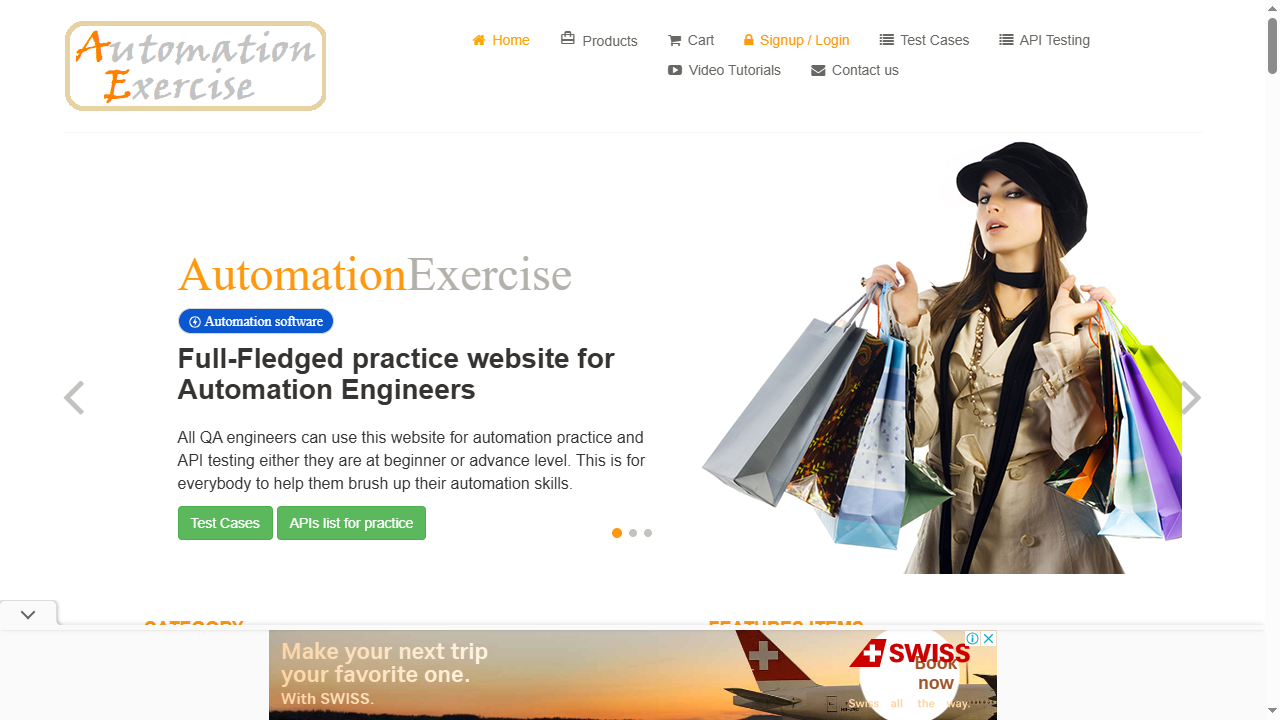 Automation
Exercise
Home Products Cart Signup / Login Test Cases API Testing
Video Tutorials Contact us
AutomationExercise
Automation software
Full-Fledged practice website for
Automation Engineers
All QA engineers can use this website for automation practice and
API testing either they are at beginner or advance level. This is for
everybody to help them brush up their automation skills.
Test Cases APIs list for practice
CATEGORY FEATURES ITEMS
Make your next trip
your favorite one.
With SWISS.
SWISS
Book
now
Swiss all the way.